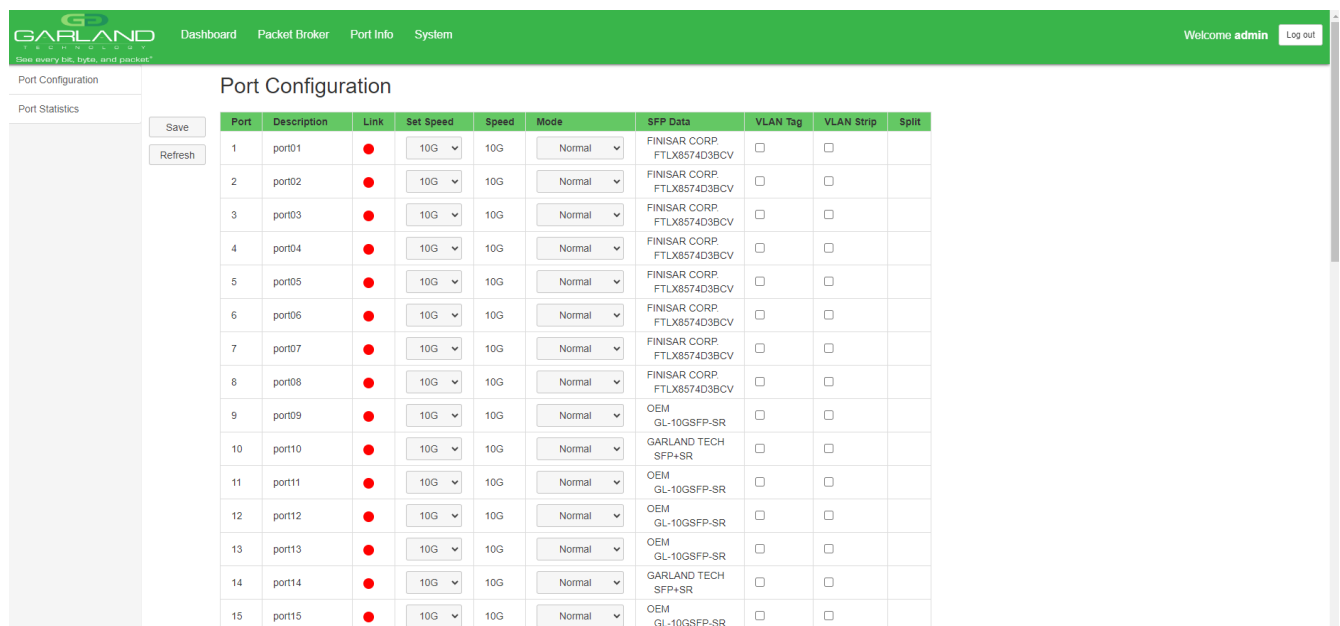 GARLAND
TECHNOLOGY
See every bit, byte, and packet®
Dashboard Packet Broker Port Info System
Welcome admin Log out
Port Configuration
Port Statistics
Save
Refresh
Port Configuration
Port Description Link Set Speed Speed Mode SFP Data VLAN Tag VLAN Strip Split
1 port01 10G 10G Normal FINISAR CORP.
FTLX8574D3BCV
2 port02 10G 10G Normal FINISAR CORP.
FTLX8574D3BCV
3 port03 10G 10G Normal FINISAR CORP.
FTLX8574D3BCV
4 port04 10G 10G Normal FINISAR CORP.
FTLX8574D3BCV
5 port05 10G 10G Normal FINISAR CORP.
FTLX8574D3BCV
6 port06 10G 10G Normal FINISAR CORP.
FTLX8574D3BCV
7 port07 10G 10G Normal FINISAR CORP.
FTLX8574D3BCV
8 port08 10G 10G Normal FINISAR CORP.
FTLX8574D3BCV
9 port09 10G 10G Normal OEM
GL-10GSFP-SR
10 port10 10G 10G Normal GARLAND TECH
SFP+SR
11 port11 10G 10G Normal OEM
GL-10GSFP-SR
12 port12 10G 10G Normal OEM
GL-10GSFP-SR
13 port13 10G 10G Normal OEM
GL-10GSFP-SR
14 port14 10G 10G Normal GARLAND TECH
SFP+SR
15 port15 10G 10G Normal OEM
GL-10GSFP-SR